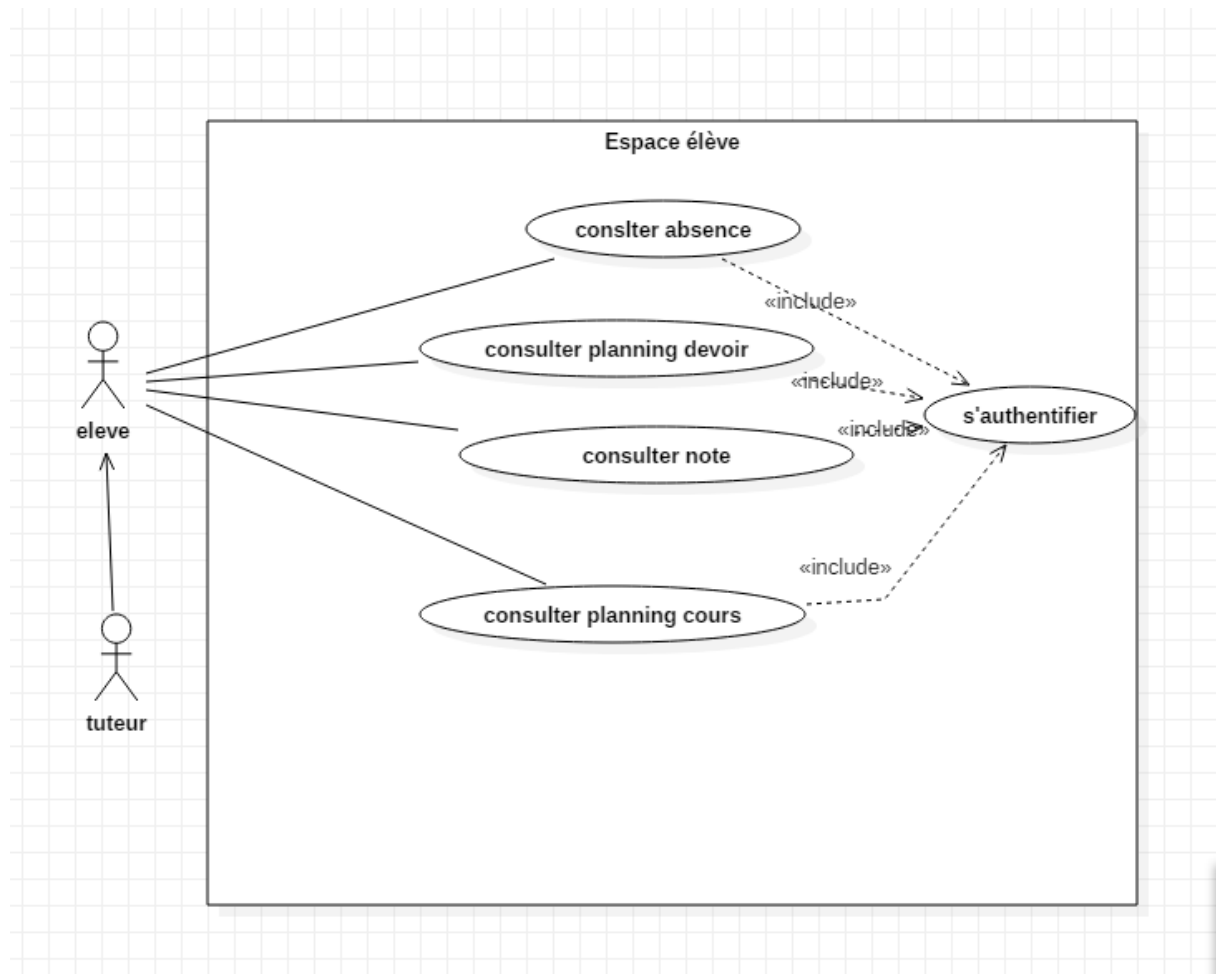 Espace élève
conslter absence
«include»
consulter planning devoir
«include»
s'authentifier
«include»
eleve
consulter note
«include»
consulter planning cours
tuteur